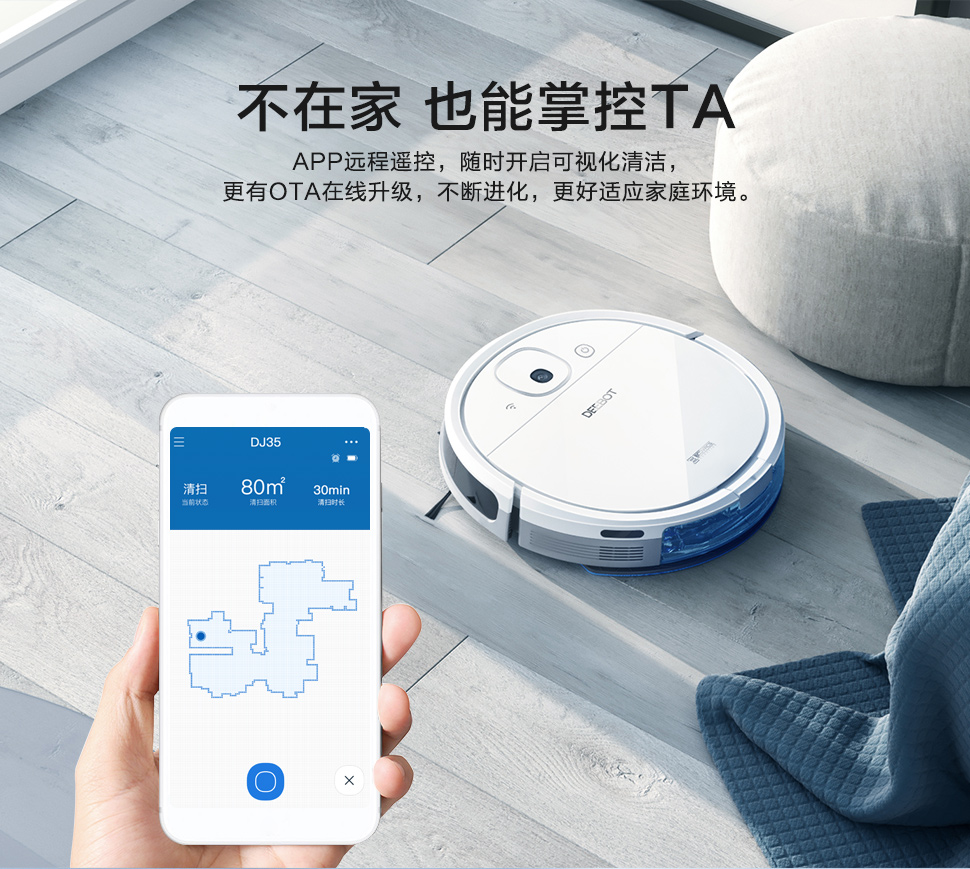 不在家 也能掌控TA
APP远程遥控，随时开启可视化清洁，
更有OTA在线升级，不断进化，更好适应家庭环境。
DJ35
清扫
当前状态
80m²
清扫面积
30min
清扫时长
DEEBOT